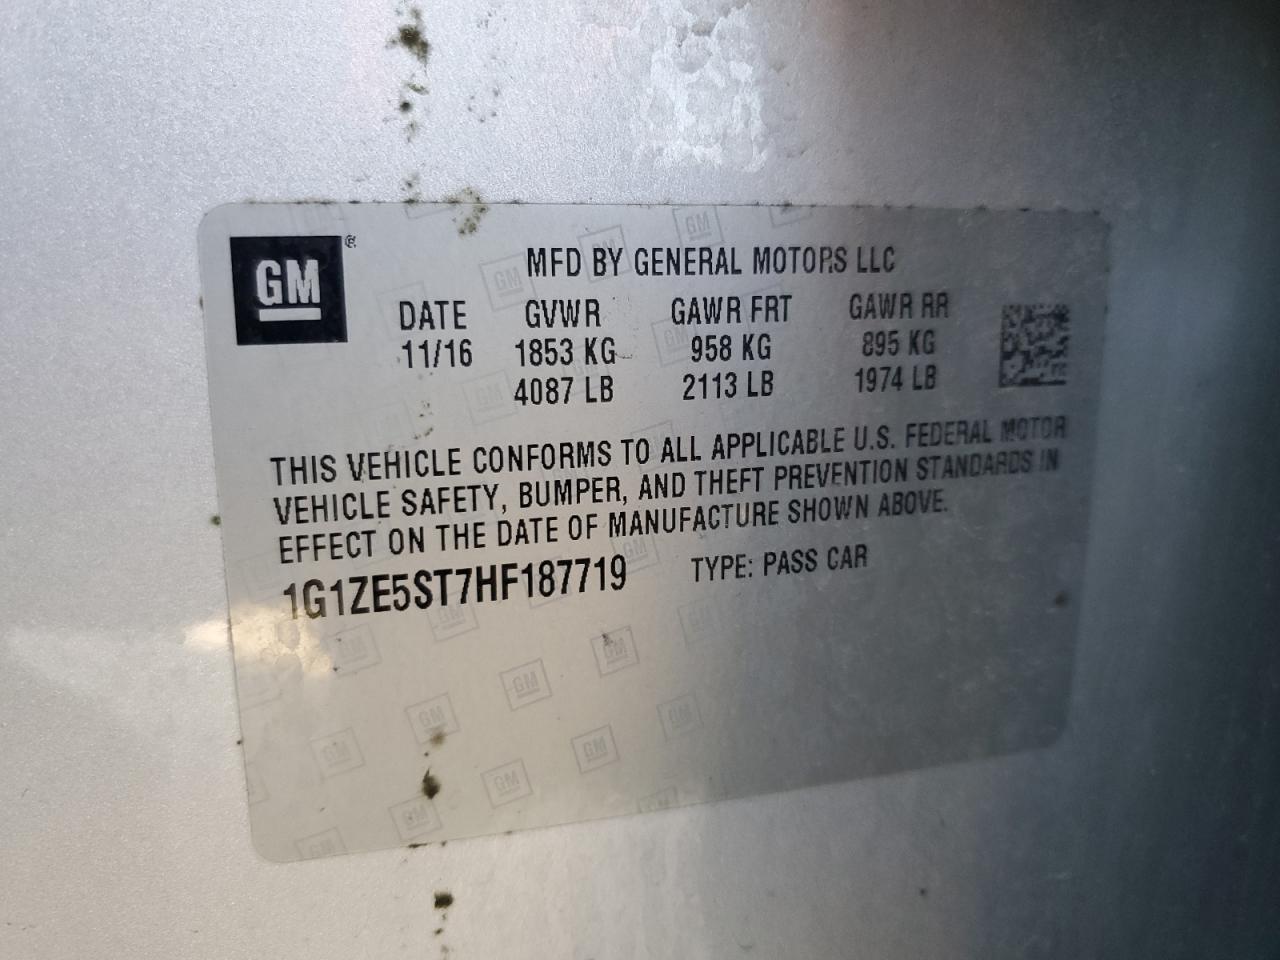 GM®
MFD BY GENERAL MOTORS LLC
DATE GVWR GAWR FRT GAWR RR
11/16 1853 KG 958 KG 895 KG
4087 LB 2113 LB 1974 LB
THIS VEHICLE CONFORMS TO ALL APPLICABLE U.S. FEDERAL MOTOR
VEHICLE SAFETY, BUMPER, AND THEFT PREVENTION STANDARDS IN
EFFECT ON THE DATE OF MANUFACTURE SHOWN ABOVE.
1G1ZE5ST7HF187719 TYPE: PASS CAR